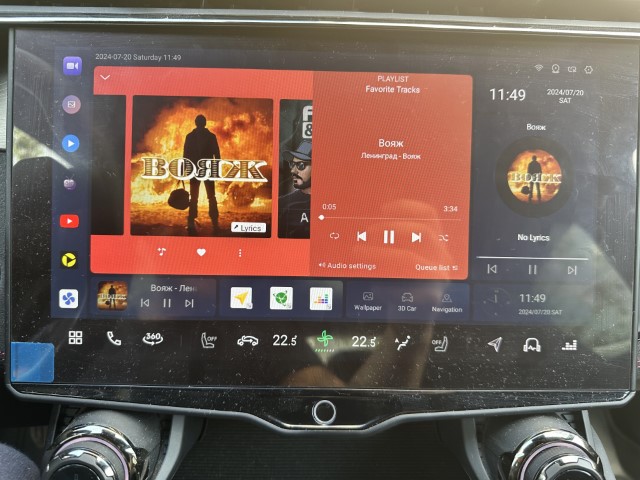 2024-07-20 Saturday 11:49
PLAYLIST
Favorite Tracks
Вояж
Ленинград - Вояж
0:05
3:34
Audio settings
Queue list
ВОЯЖ
Lyrics
11:49
2024/07/20
SAT
Вояж
ВОЯЖ
No Lyrics
Вояж - Лен
Wallpaper
3D Car
Navigation
11:49
2024/07/20/SAT
360
OFF
22.5
22.5
OFF